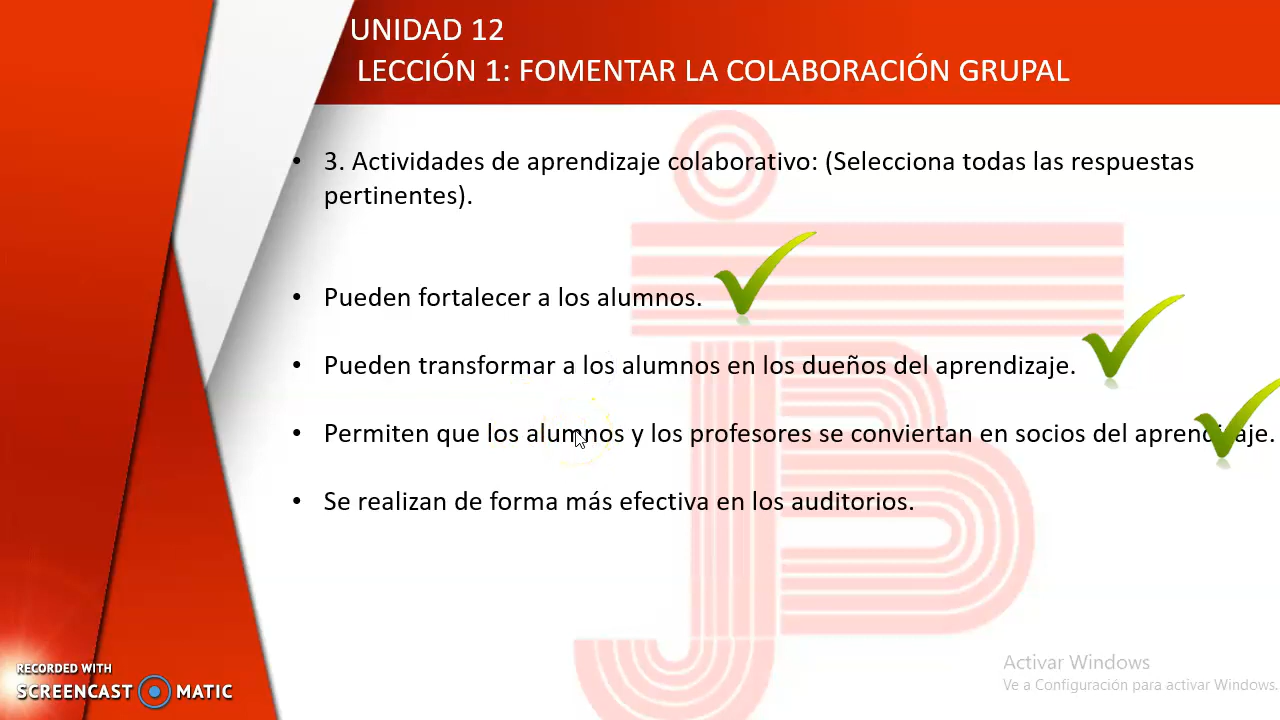 UNIDAD 12
LECCIÓN 1: FOMENTAR LA COLABORACIÓN GRUPAL
• 3. Actividades de aprendizaje colaborativo: (Selecciona todas las respuestas
pertinentes).
• Pueden fortalecer a los alumnos.
• Pueden transformar a los alumnos en los dueños del aprendizaje.
• Permiten que los alumnos y los profesores se conviertan en socios del aprendizaje.
• Se realizan de forma más efectiva en los auditorios.
RECORDED WITH
SCREENCAST MATIC
Activar Windows
Ve a Configuración para activar Windows.